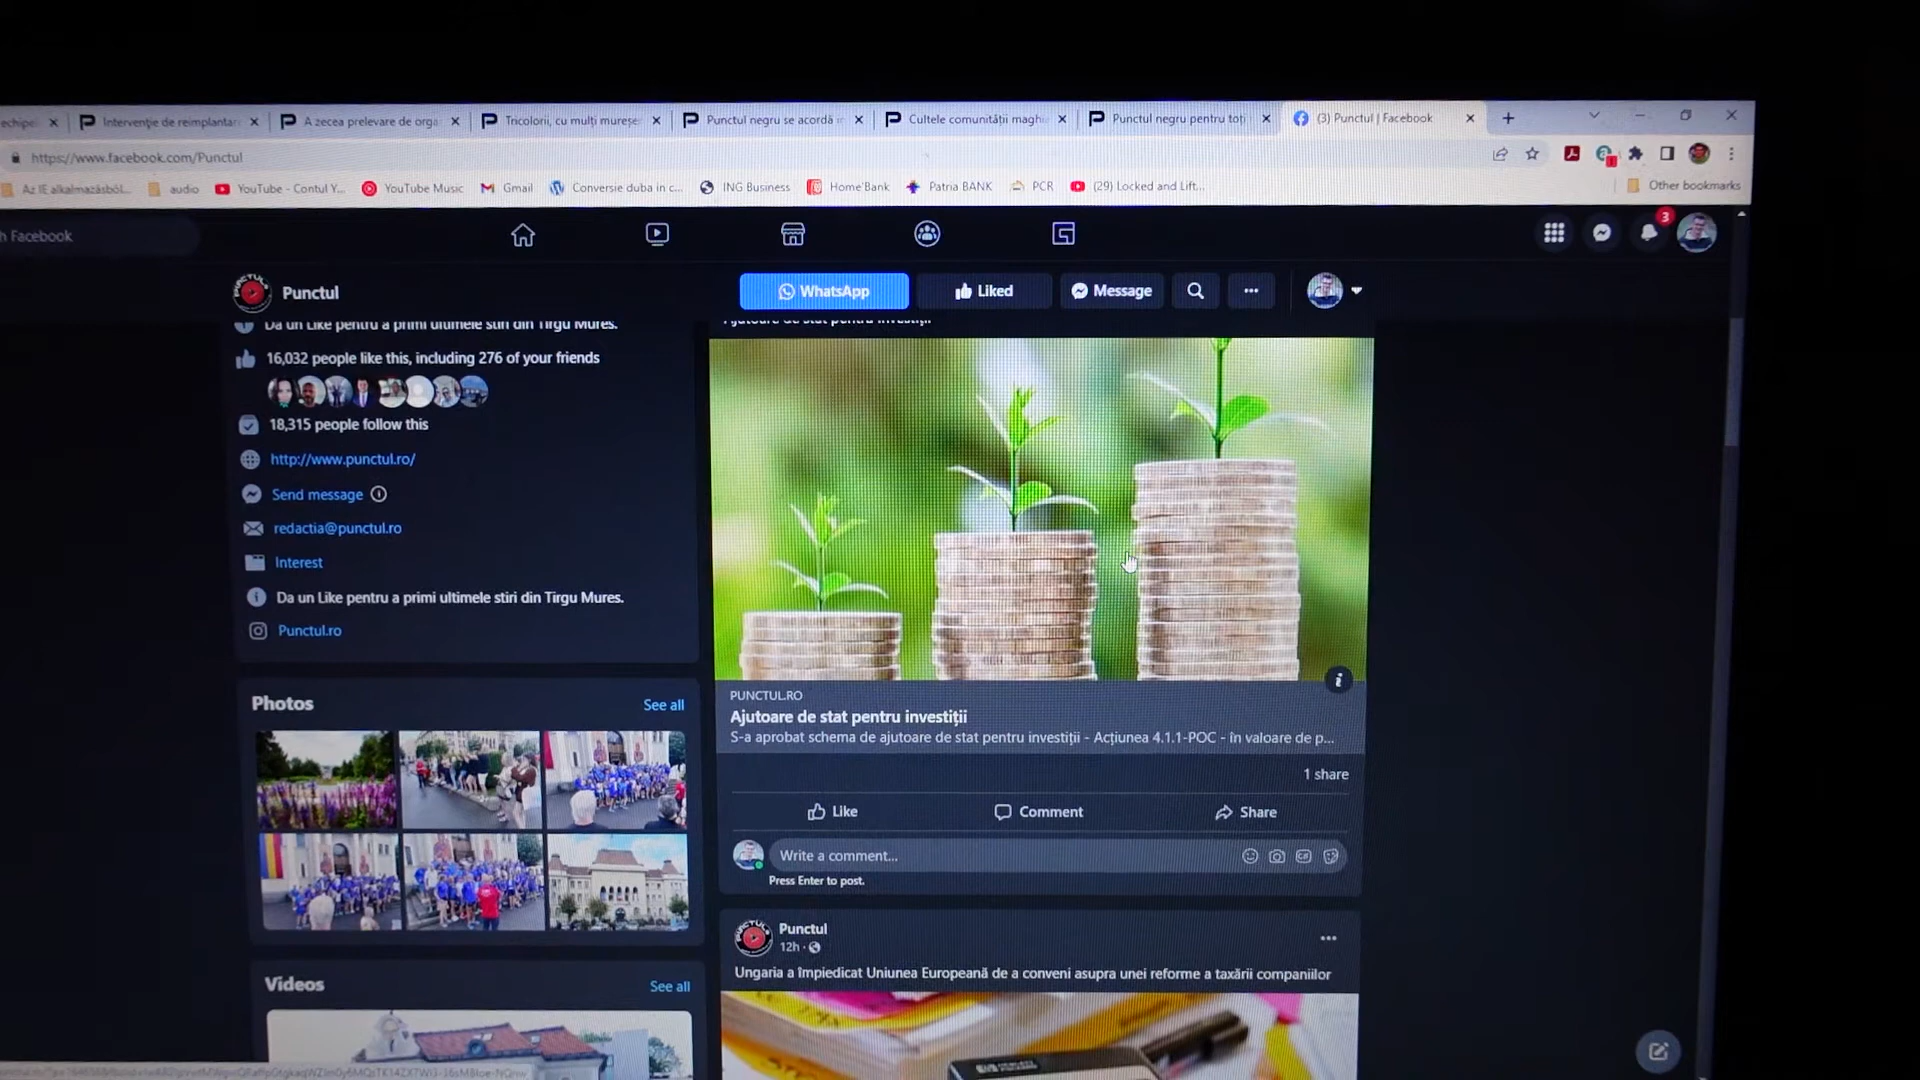 echipe
Intervenție de reimplantar
A zecea prelevare de orga
Tricolorii, cu mulți mureșe
Punctul negru se acordă
Cultele comunității magh
Punctul negru pentru toți
(3) Punctul | Facebook
https://www.facebook.com/Punctul
Az IE alkalmazásból...
audio
YouTube - Contul Y...
YouTube Music
Gmail
Conversie duba in c...
ING Business
Home'Bank
Patria BANK
PCR
(29) Locked and Lift...
Other bookmarks
h Facebook
3
Punctul
WhatsApp
Liked
Message
Da un Like pentru a primi ultimele stiri din Tirgu Mures.
Ajutoare de stat pentru investiții
16,032 people like this, including 276 of your friends
18,315 people follow this
http://www.punctul.ro/
Send message
redactia@punctul.ro
Interest
Da un Like pentru a primi ultimele stiri din Tirgu Mures.
Punctul.ro
Photos
See all
Videos
See all
PUNCTUL.RO
Ajutoare de stat pentru investiții
S-a aprobat schema de ajutoare de stat pentru investiții - Acțiunea 4.1.1-POC - în valoare de p...
1 share
Like
Comment
Share
Write a comment...
GIF
Press Enter to post.
Punctul
12h
Ungaria a împiedicat Uniunea Europeană de a conveni asupra unei reforme a taxării companiilor